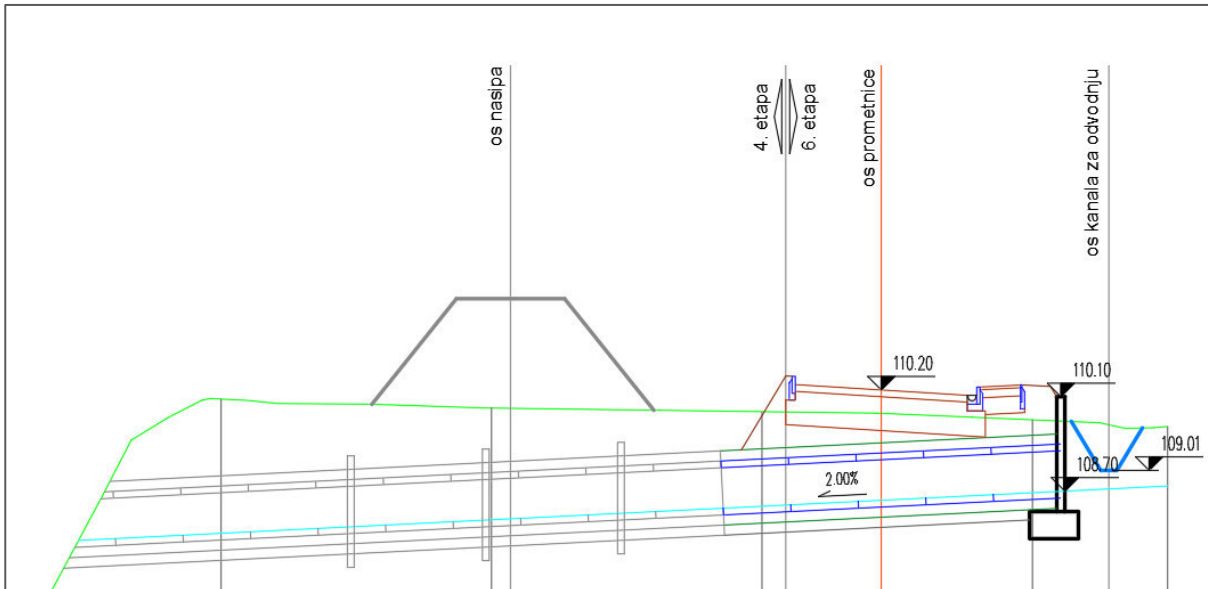 os nasipa
4. etapa
6. etapa
os prometnice
os kanala za odvodnju
110.20
110.10
109.01
108.70
2.00%